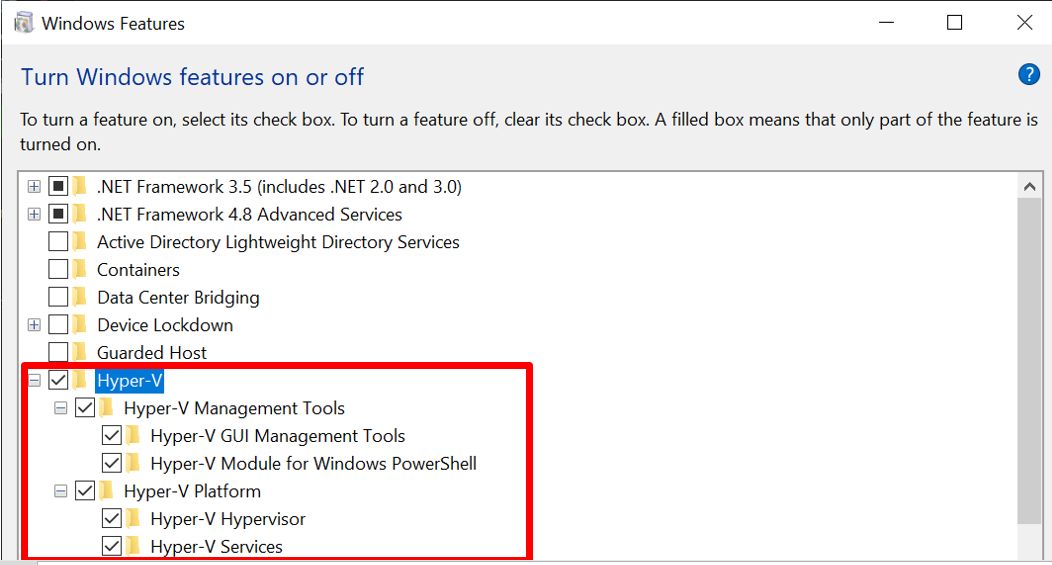 Windows Features
Turn Windows features on or off
?
To turn a feature on, select its check box. To turn a feature off, clear its check box. A filled box means that only part of the feature is
turned on.
.NET Framework 3.5 (includes .NET 2.0 and 3.0)
.NET Framework 4.8 Advanced Services
Active Directory Lightweight Directory Services
Containers
Data Center Bridging
Device Lockdown
Guarded Host
Hyper-V
Hyper-V Management Tools
Hyper-V GUI Management Tools
Hyper-V Module for Windows PowerShell
Hyper-V Platform
Hyper-V Hypervisor
Hyper-V Services